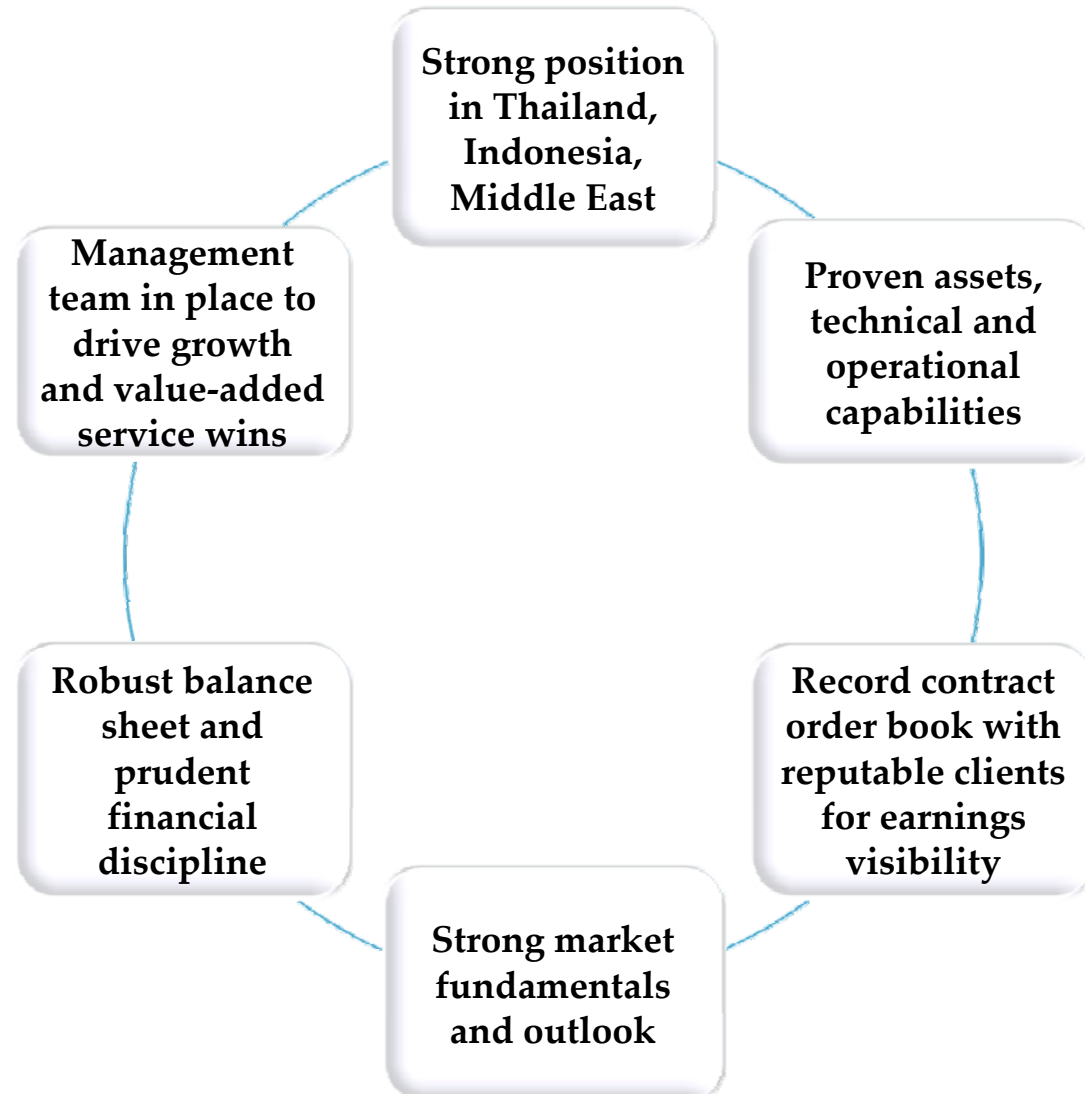 Strong position
in Thailand,
Indonesia,
Middle East
Proven assets,
technical and
operational
capabilities
Record contract
order book with
reputable clients
for earnings
visibility
Strong market
fundamentals
and outlook
Robust balance
sheet and
prudent
financial
discipline
Management
team in place to
drive growth
and value-added
service wins